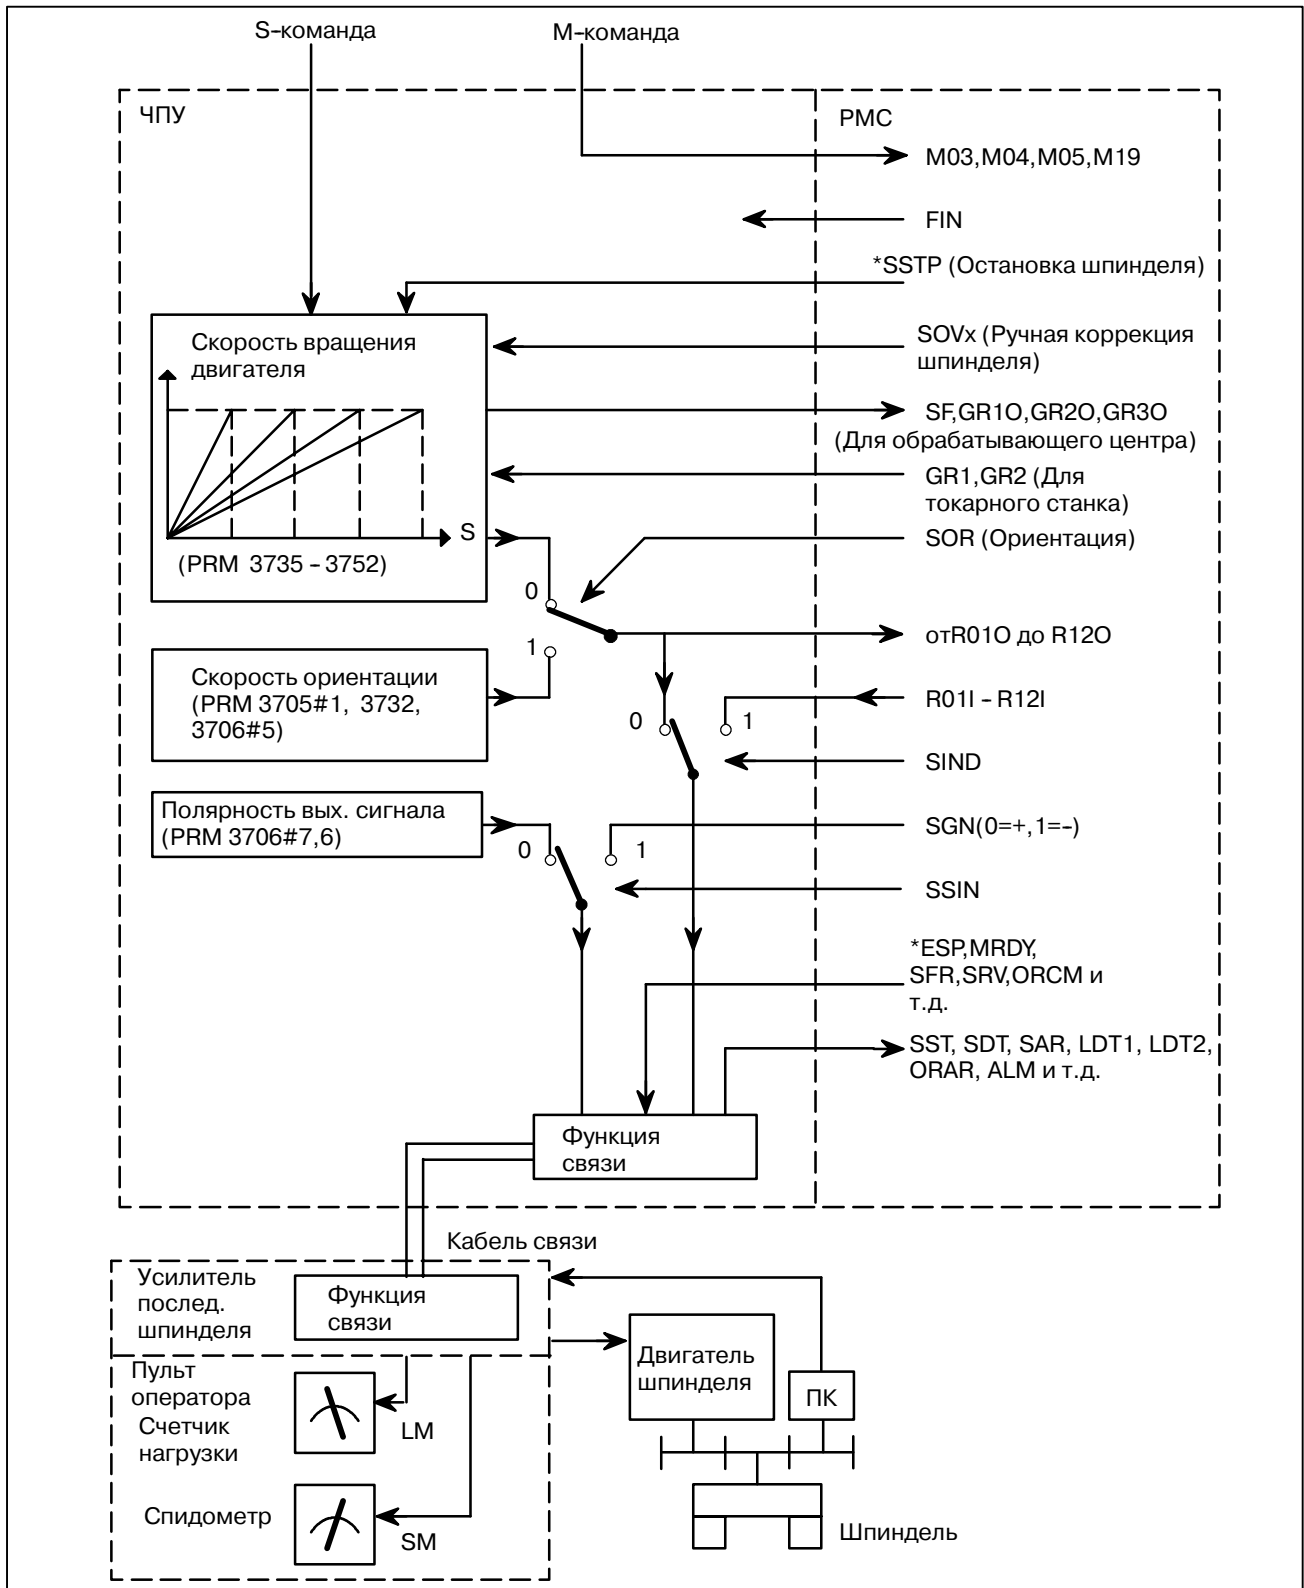 S-команда
М-команда
ЧПУ
PMC
M03,M04,M05,M19
FIN
*SSTP (Остановка шпинделя)
Скорость вращения
двигателя
SOVx (Ручная коррекция
шпинделя)
SF,GR1O,GR2O,GR3O
(Для обрабатывающего центра)
GR1,GR2 (Для
токарного станка)
S
SOR (Ориентация)
(PRM 3735 - 3752)
0
1
отR01O до R12O
Скорость ориентации
(PRM 3705#1, 3732,
3706#5)
R01I - R12I
0
1
SIND
Полярность вых. сигнала
(PRM 3706#7,6)
SGN(0=+,1=-)
0
1
SSIN
*ESP,MRDY,
SFR,SRV,ORCM и
т.д.
SST, SDT, SAR, LDT1, LDT2,
ORAR, ALM и т.д.
Функция
связи
Кабель связи
Усилитель
послед.
шпинделя
Функция
связи
Двигатель
шпинделя
ПК
Пульт
оператора
Счетчик
нагрузки
LM
Спидометр
SM
Шпиндель